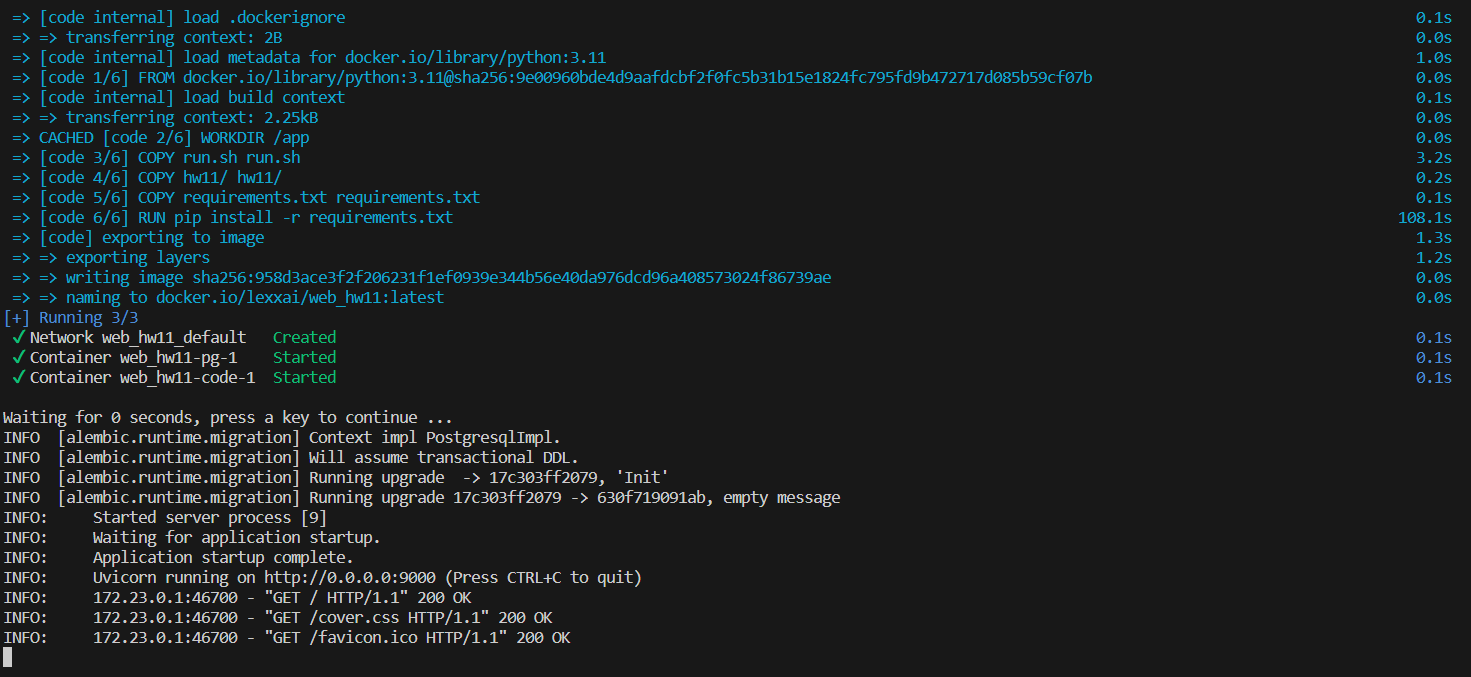 => [code internal] load .dockerignore 0.1s
=> => transferring context: 2B 0.0s
=> [code internal] load metadata for docker.io/library/python:3.11 1.0s
=> [code 1/6] FROM docker.io/library/python:3.11@sha256:9e00960bde4d9aafdcbf2f0fc5b31b15e1824fc795fd9b472717d085b59cf07b 0.0s
=> [code internal] load build context 0.1s
=> => transferring context: 2.25kB 0.0s
=> CACHED [code 2/6] WORKDIR /app 0.0s
=> [code 3/6] COPY run.sh run.sh 3.2s
=> [code 4/6] COPY hw11/ hw11/ 0.2s
=> [code 5/6] COPY requirements.txt requirements.txt 0.1s
=> [code 6/6] RUN pip install -r requirements.txt 108.1s
=> [code] exporting to image 1.3s
=> => exporting layers 1.2s
=> => writing image sha256:958d3ace3f2f206231f1ef0939e344b56e40da976dcd96a408573024f86739ae 0.0s
=> => naming to docker.io/lexxai/web_hw11:latest 0.0s
[+] Running 3/3
✓ Network web_hw11_default Created 0.1s
✓ Container web_hw11-pg-1 Started 0.1s
✓ Container web_hw11-code-1 Started 0.1s
Waiting for 0 seconds, press a key to continue ...
INFO [alembic.runtime.migration] Context impl PostgresqlImpl.
INFO [alembic.runtime.migration] Will assume transactional DDL.
INFO [alembic.runtime.migration] Running upgrade -> 17c303ff2079, 'Init'
INFO [alembic.runtime.migration] Running upgrade 17c303ff2079 -> 630f719091ab, empty message
INFO: Started server process [9]
INFO: Waiting for application startup.
INFO: Application startup complete.
INFO: Uvicorn running on http://0.0.0.0:9000 (Press CTRL+C to quit)
INFO: 172.23.0.1:46700 - "GET / HTTP/1.1" 200 OK
INFO: 172.23.0.1:46700 - "GET /cover.css HTTP/1.1" 200 OK
INFO: 172.23.0.1:46700 - "GET /favicon.ico HTTP/1.1" 200 OK